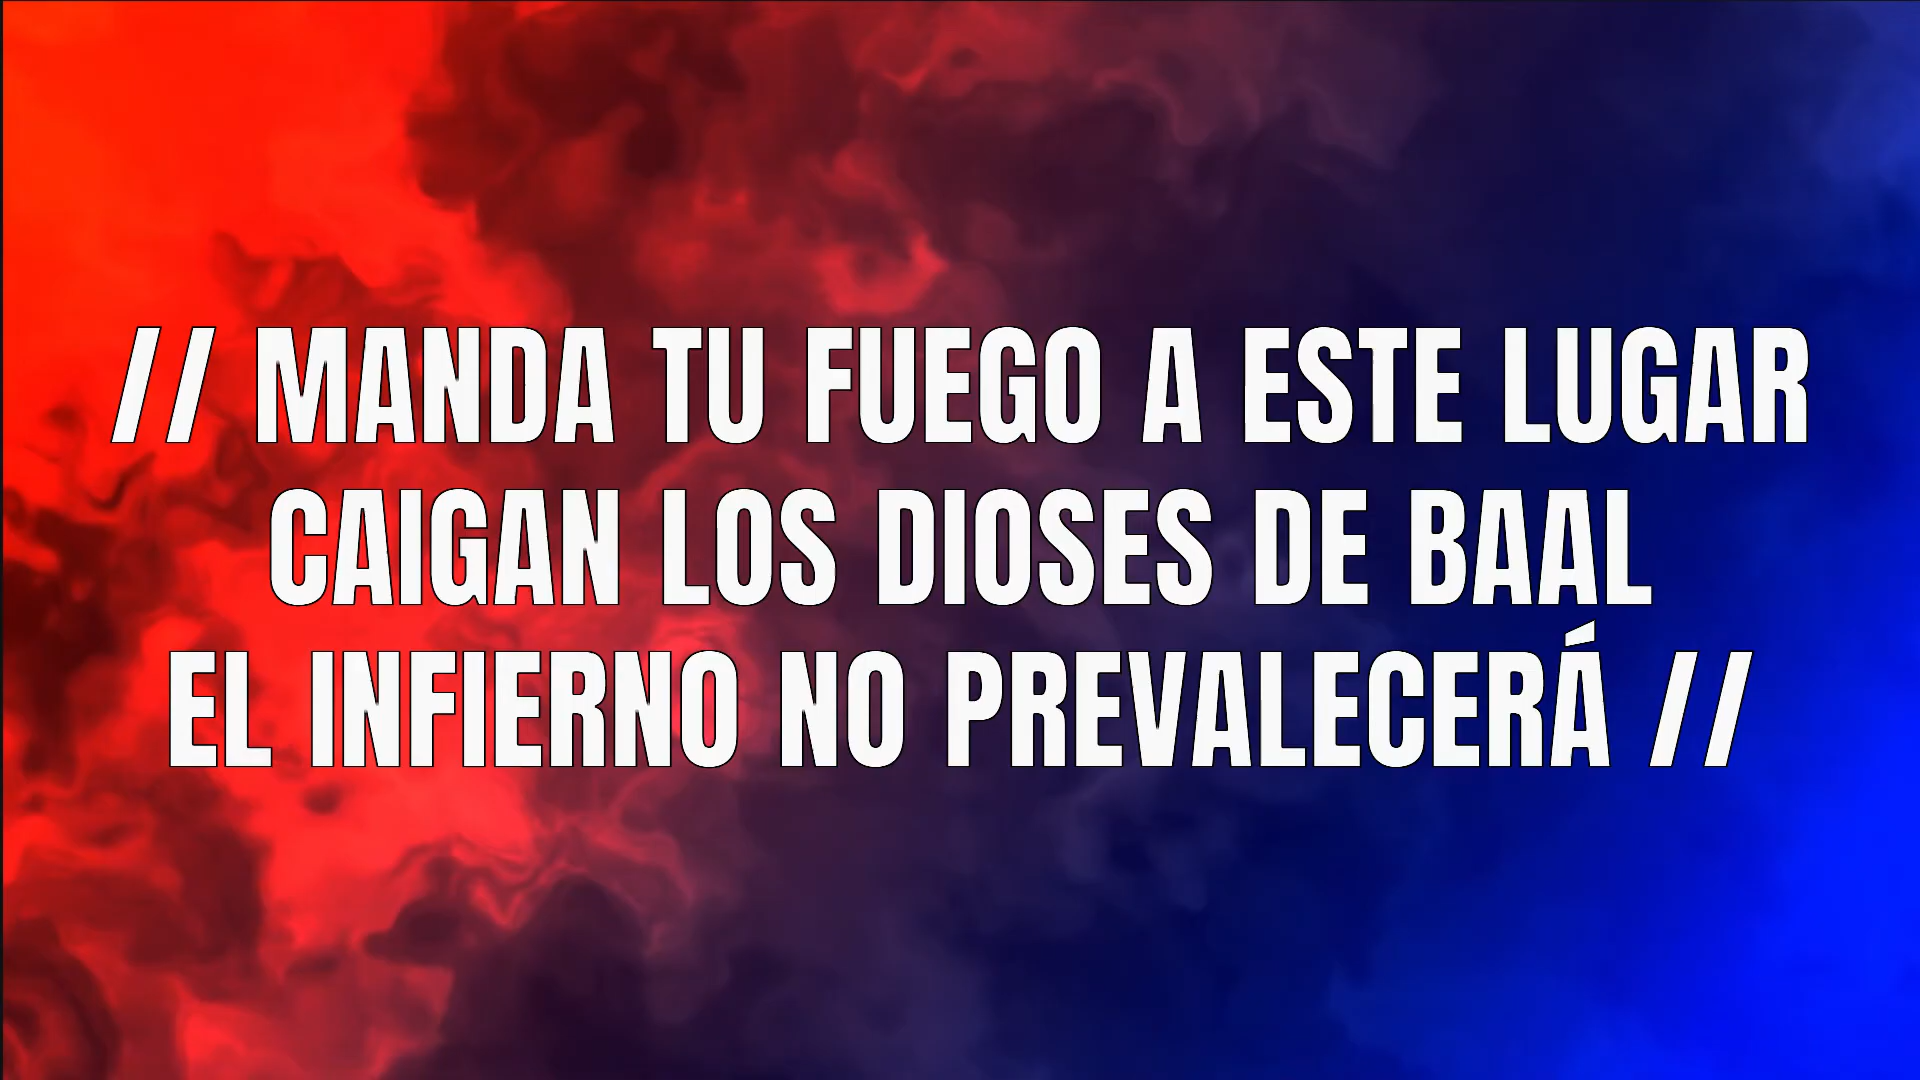 // MANDA TU FUEGO A ESTE LUGAR
CAIGAN LOS DIOSES DE BAAL
EL INFIERNO NO PREVALECERÁ //